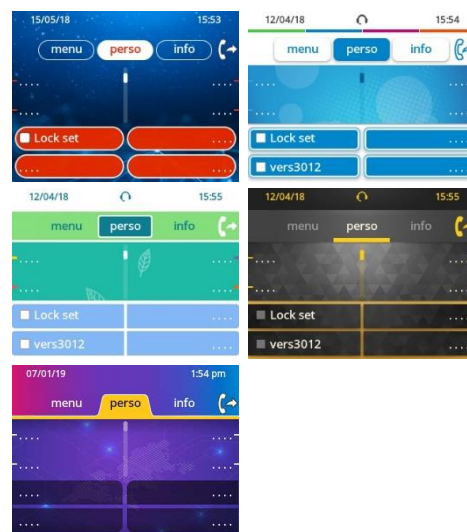 15/05/18 15:53
menu perso info
.... ....
.... ....
Lock set ....
.... ....
12/04/18 15:54
menu perso info
.... ....
.... ....
Lock set ....
vers3012 ....
12/04/18 15:55
menu perso info
.... ....
.... ....
Lock set ....
vers3012 ....
12/04/18 15:55
menu perso info
.... ....
.... ....
Lock set ....
vers3012 ....
07/01/19 1:54 pm
menu perso info
.... ....
.... ....
.... ....
.... ....